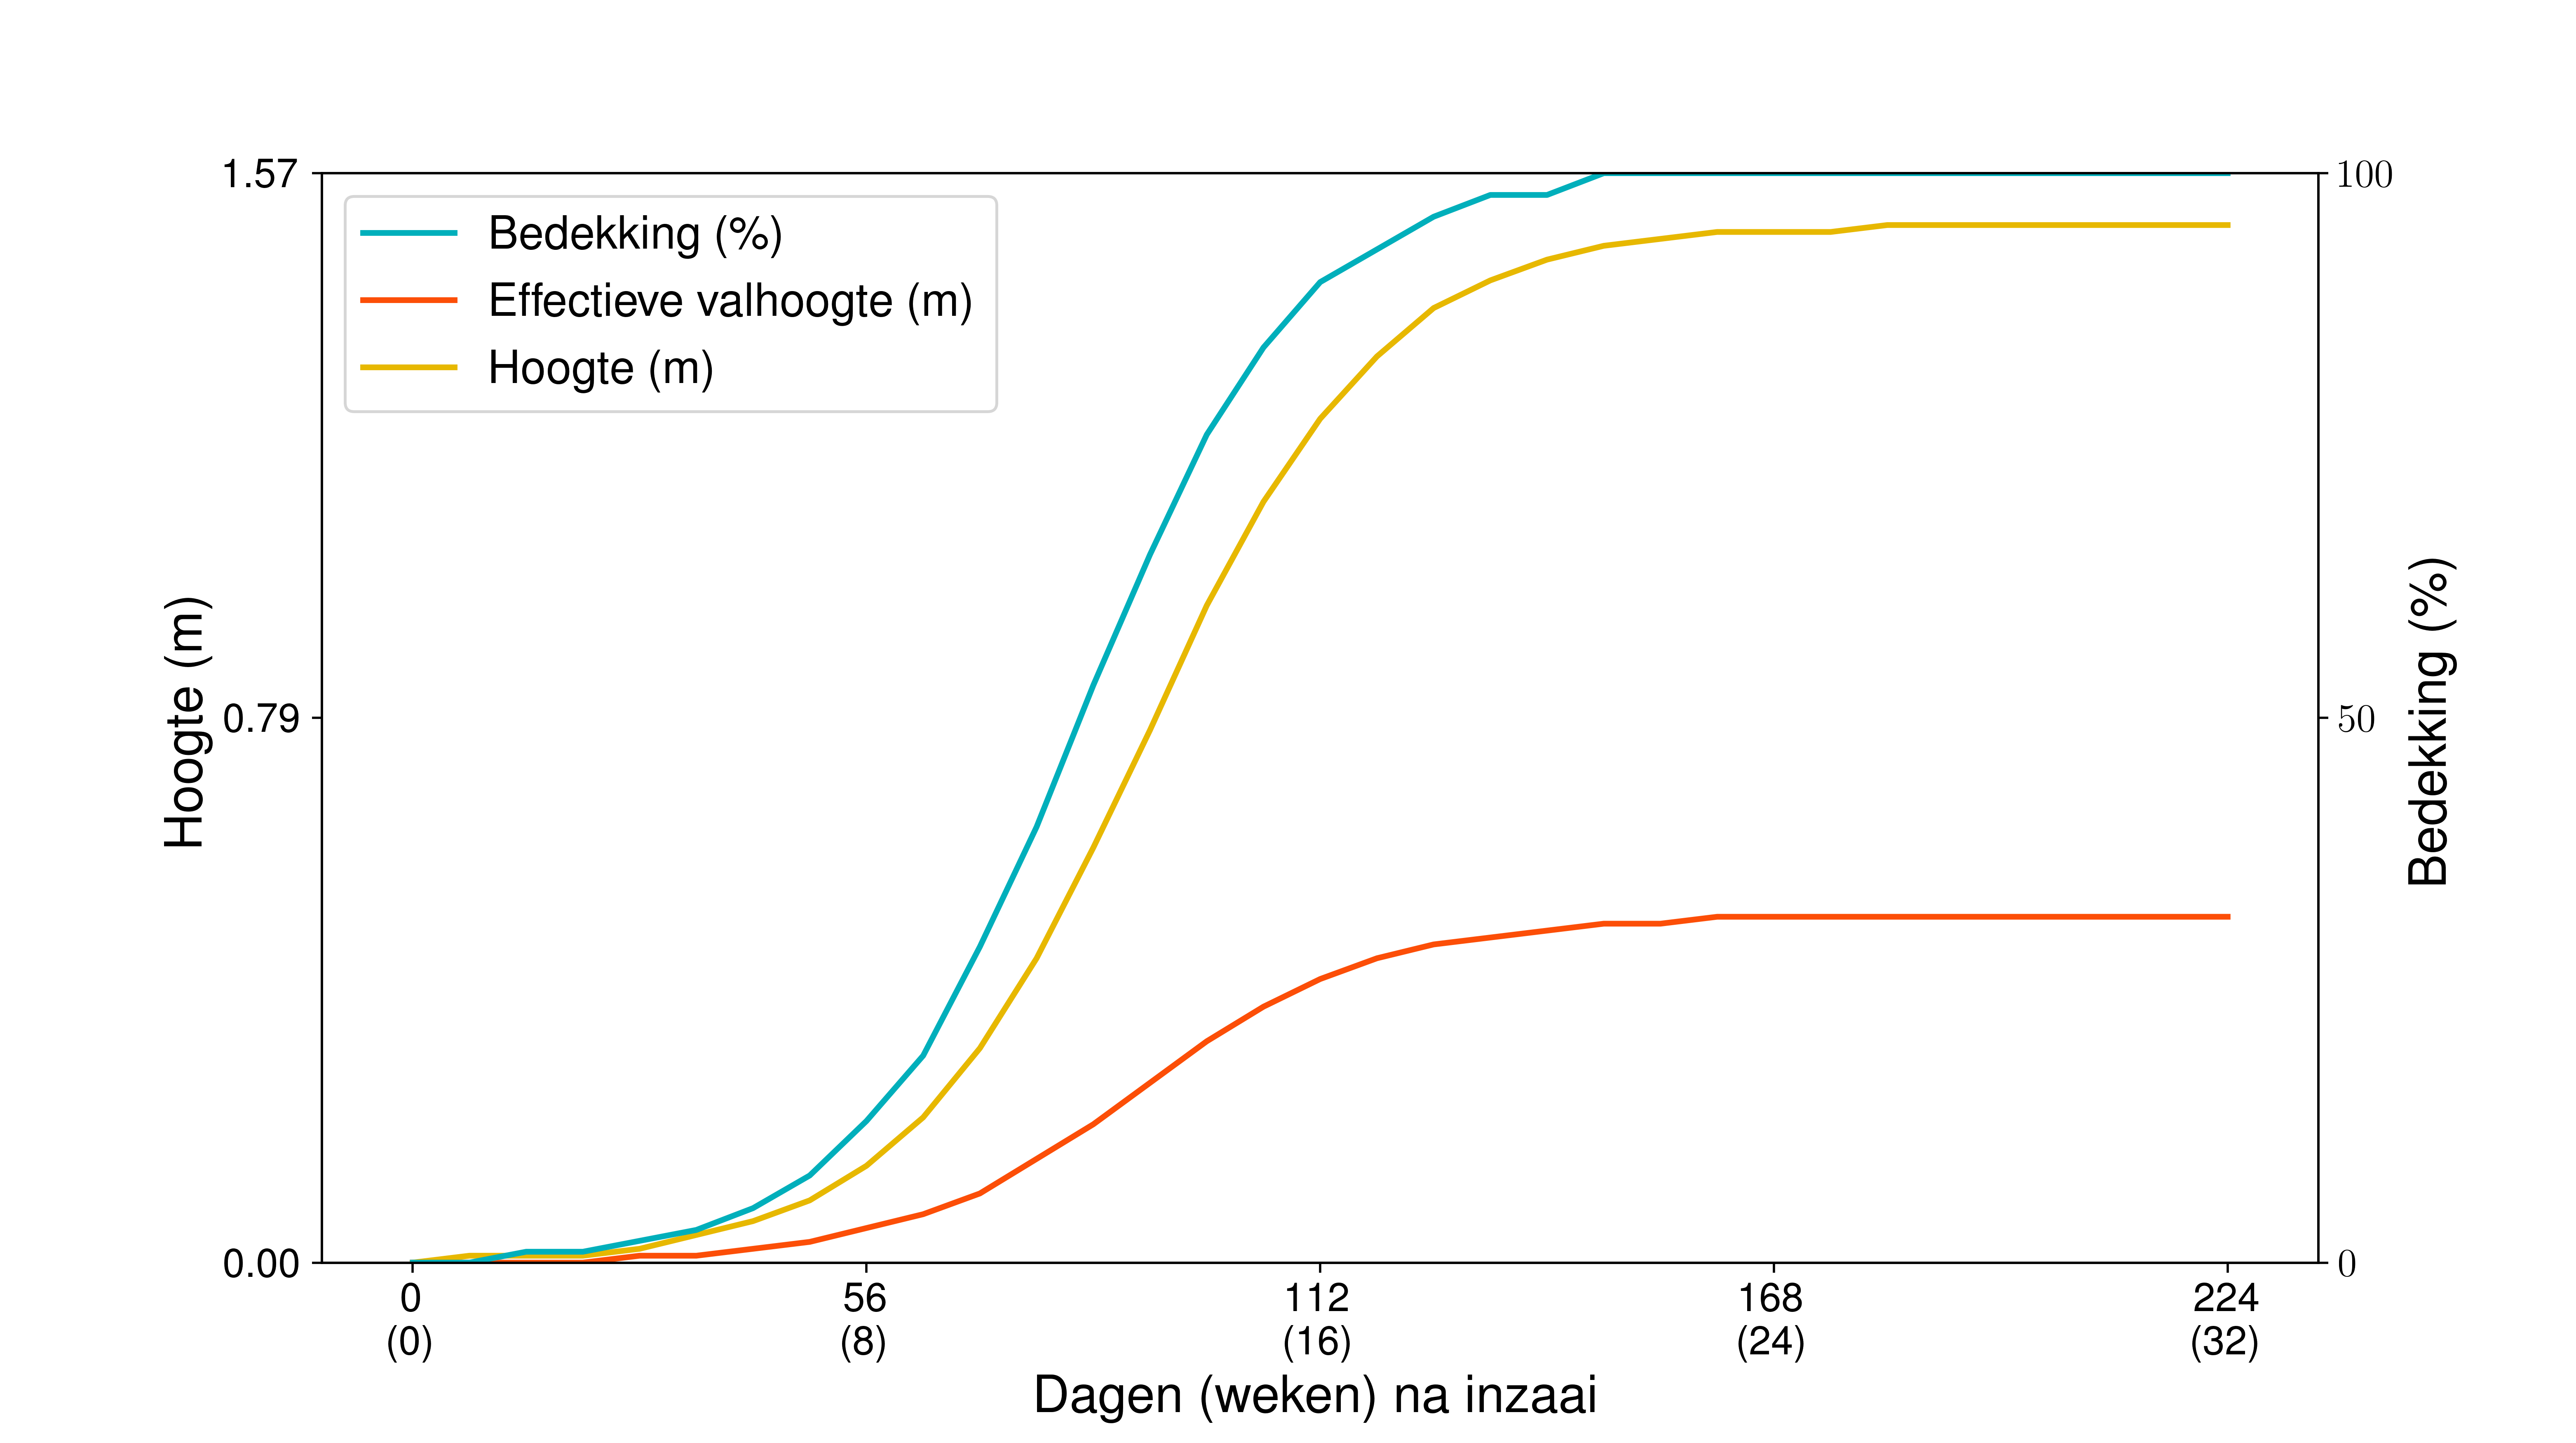 1.57
0.79
0.00
Hoogte (m)
Bedekking (%)
Effectieve valhoogte (m)
Hoogte (m)
100
50
0
Bedekking (%)
0 56 112 168 224
(0) (8) (16) (24) (32)
Dagen (weken) na inzaai